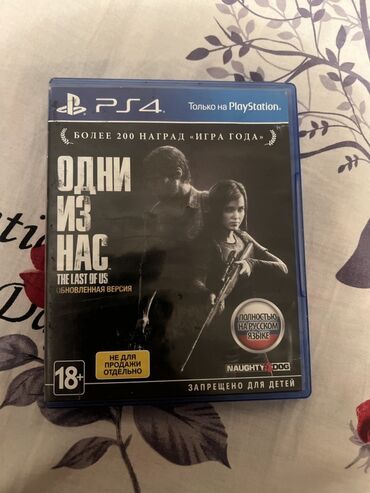 PS4
Только на PlayStation.
БОЛЕЕ 200 НАГРАД «ИГРА ГОДА»
ОДНИ
ИЗ
НАС
THE LAST OF US
ОБНОВЛЕННАЯ ВЕРСИЯ
ПОЛНОСТЬЮ
НА РУССКОМ
ЯЗЫКЕ
НЕ ДЛЯ
ПРОДАЖИ
ОТДЕЛЬНО
18+
NAUGHTY DOG
ЗАПРЕЩЕНО ДЛЯ ДЕТЕЙ